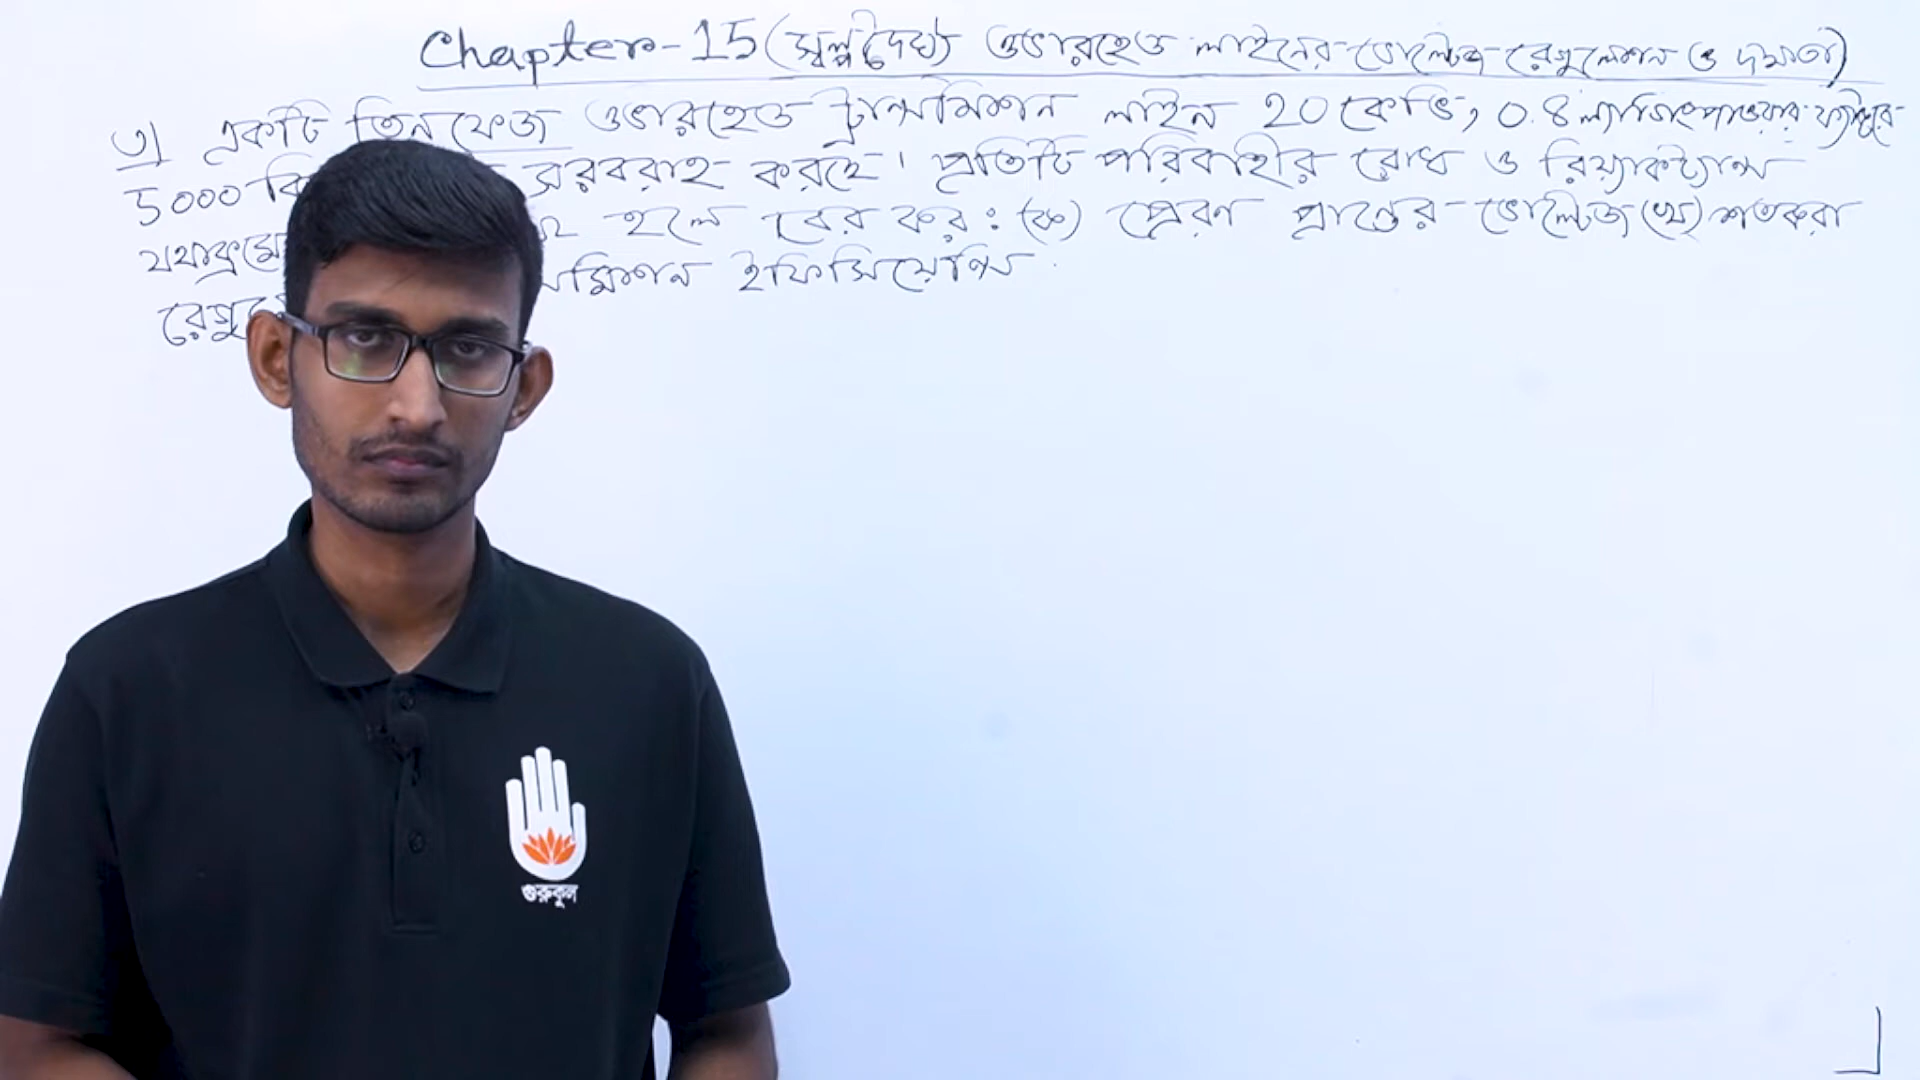 Chapter-15 (স্বল্প দৈর্ঘ্য ওভারহেড লাইনের ভোল্টেজ রেগুলেশন ও দক্ষতা)
৩) একটি তিন ফেজ ওভারহেড ট্রান্সমিশন লাইন 20 কেভি, 0.8 ল্যাগিং পাওয়ার ফ্যাক্টরে
5000 কি সরবরাহ করছে। প্রতিটি পরিবাহীর রোধ ও রিয়্যাকট্যান্স
যথাক্রমে Ω হলে বের কর: (ক) প্রেরণ প্রান্তের ভোল্টেজ (খ) শতকরা
রেগু মিশন ইফিসিয়েন্সি
গুরুকুল